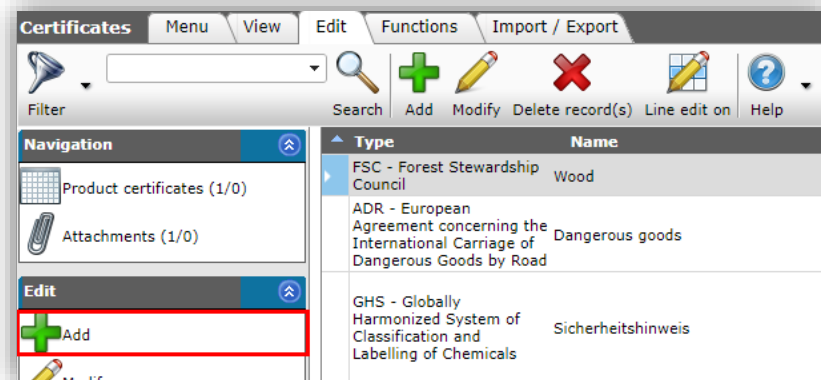 Certificates Menu View Edit Functions Import / Export
Filter Search Add Modify Delete record(s) Line edit on Help
Navigation
Product certificates (1/0)
Attachments (1/0)
Edit
Add
Type Name
FSC - Forest Stewardship
Council
Wood
ADR - European
Agreement concerning the
International Carriage of
Dangerous Goods by Road
Dangerous goods
GHS - Globally
Harmonized System of
Classification and
Labelling of Chemicals
Sicherheitshinweis